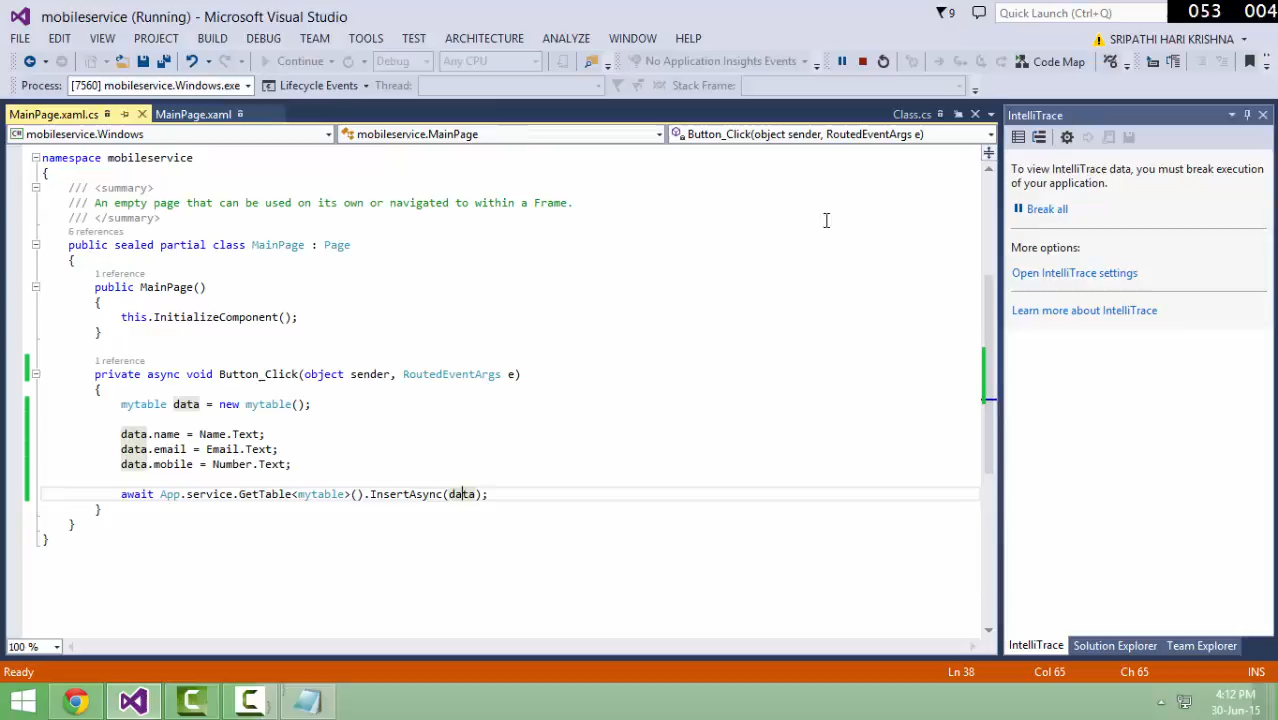 mobileservice (Running) - Microsoft Visual Studio
9
Quick Launch (Ctrl+Q)
053 004
FILE EDIT VIEW PROJECT BUILD DEBUG TEAM TOOLS TEST ARCHITECTURE ANALYZE WINDOW HELP
SRIPATHI HARI KRISHNA
Continue Debug Any CPU No Application Insights Events Code Map
Process: [7560] mobileservice.Windows.exe Lifecycle Events Thread: Stack Frame:
MainPage.xaml.cs MainPage.xaml Class.cs
mobileservice.Windows mobileservice.MainPage Button_Click(object sender, RoutedEventArgs e)
namespace mobileservice
{
/// <summary>
/// An empty page that can be used on its own or navigated to within a Frame.
/// </summary>
6 references
public sealed partial class MainPage : Page
{
1 reference
public MainPage()
{
this.InitializeComponent();
}
1 reference
private async void Button_Click(object sender, RoutedEventArgs e)
{
mytable data = new mytable();
data.name = Name.Text;
data.email = Email.Text;
data.mobile = Number.Text;
await App.service.GetTable<mytable>().InsertAsync(data);
}
}
}
100 %
IntelliTrace
To view IntelliTrace data, you must break execution
of your application.
Break all
More options:
Open IntelliTrace settings
Learn more about IntelliTrace
IntelliTrace Solution Explorer Team Explorer
Ready Ln 38 Col 65 Ch 65 INS
4:12 PM
30-Jun-15